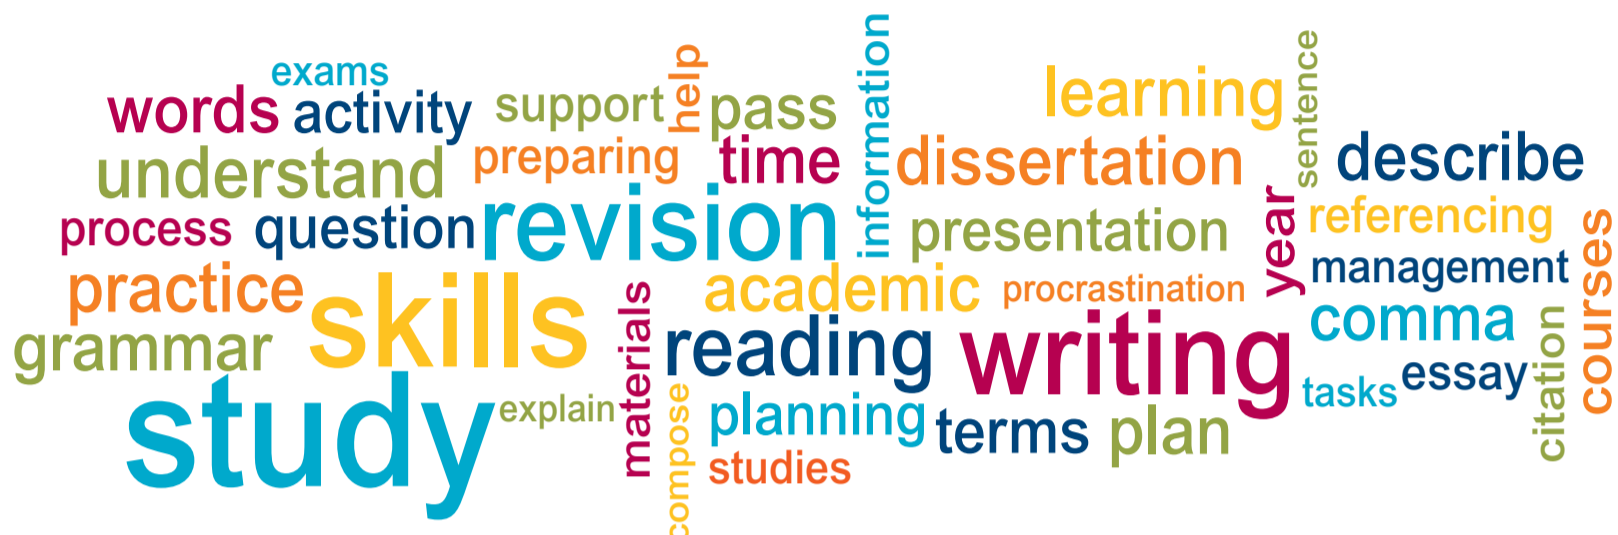 exams
words activity
support
help
pass
understand
preparing
time
information
learning
sentence
dissertation
describe
process
question
revision
presentation
year
referencing
courses
practice
skills
materials
academic
procrastination
management
grammar
reading
writing
comma
study
explain
compose
planning
terms
plan
tasks
essay
citation
studies